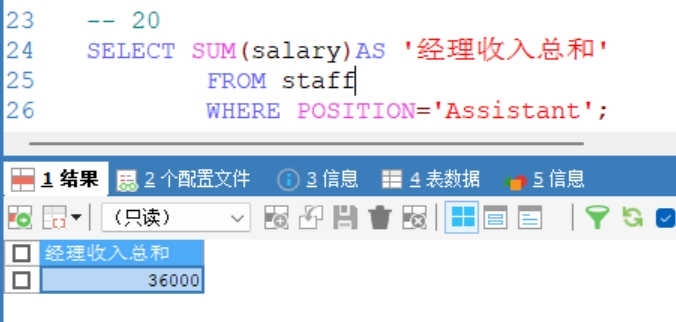 23 -- 20
24 SELECT SUM(salary)AS '经理收入总和'
25 FROM staff
26 WHERE POSITION='Assistant';
1 结果 2 个配置文件 3 信息 4 表数据 5 信息
（只读）
经理收入总和
36000